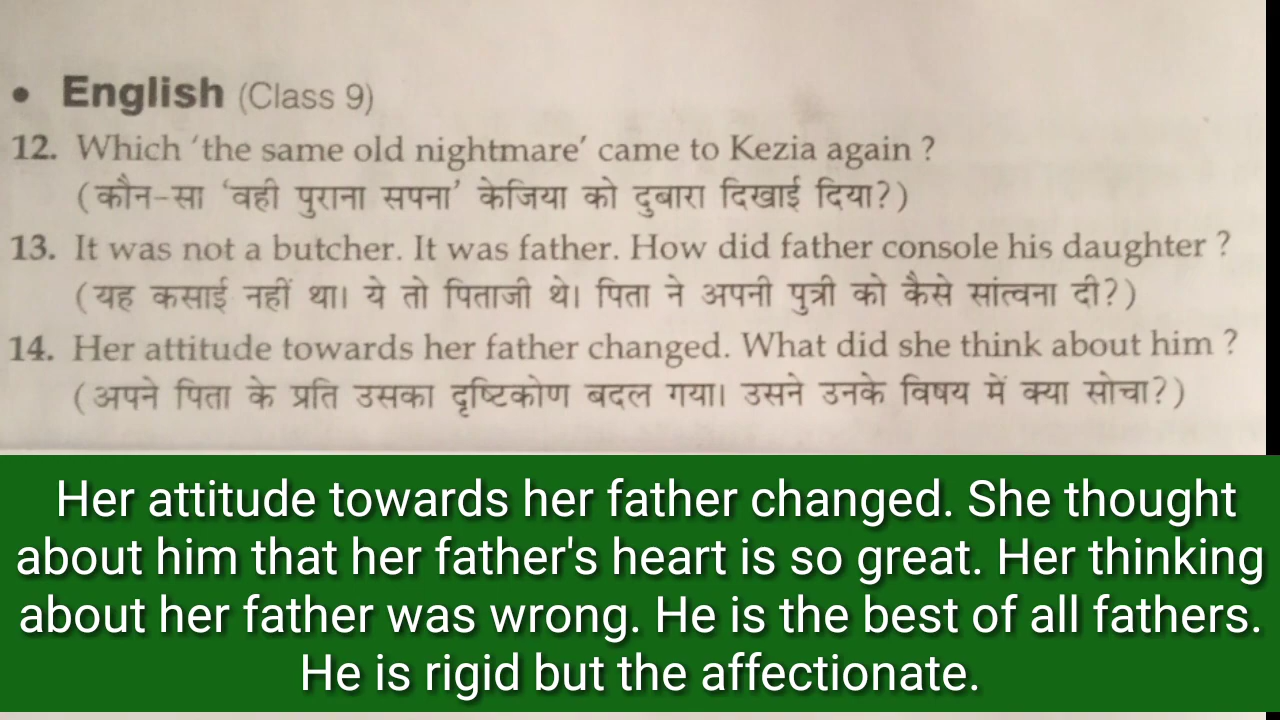 • English (Class 9)
12. Which 'the same old nightmare' came to Kezia again ?
(कौन-सा 'वही पुराना सपना' केजिया को दुबारा दिखाई दिया?)
13. It was not a butcher. It was father. How did father console his daughter ?
(यह कसाई नहीं था। ये तो पिताजी थे। पिता ने अपनी पुत्री को कैसे सांत्वना दी?)
14. Her attitude towards her father changed. What did she think about him ?
(अपने पिता के प्रति उसका दृष्टिकोण बदल गया। उसने उनके विषय में क्या सोचा?)
Her attitude towards her father changed. She thought
about him that her father's heart is so great. Her thinking
about her father was wrong. He is the best of all fathers.
He is rigid but the affectionate.